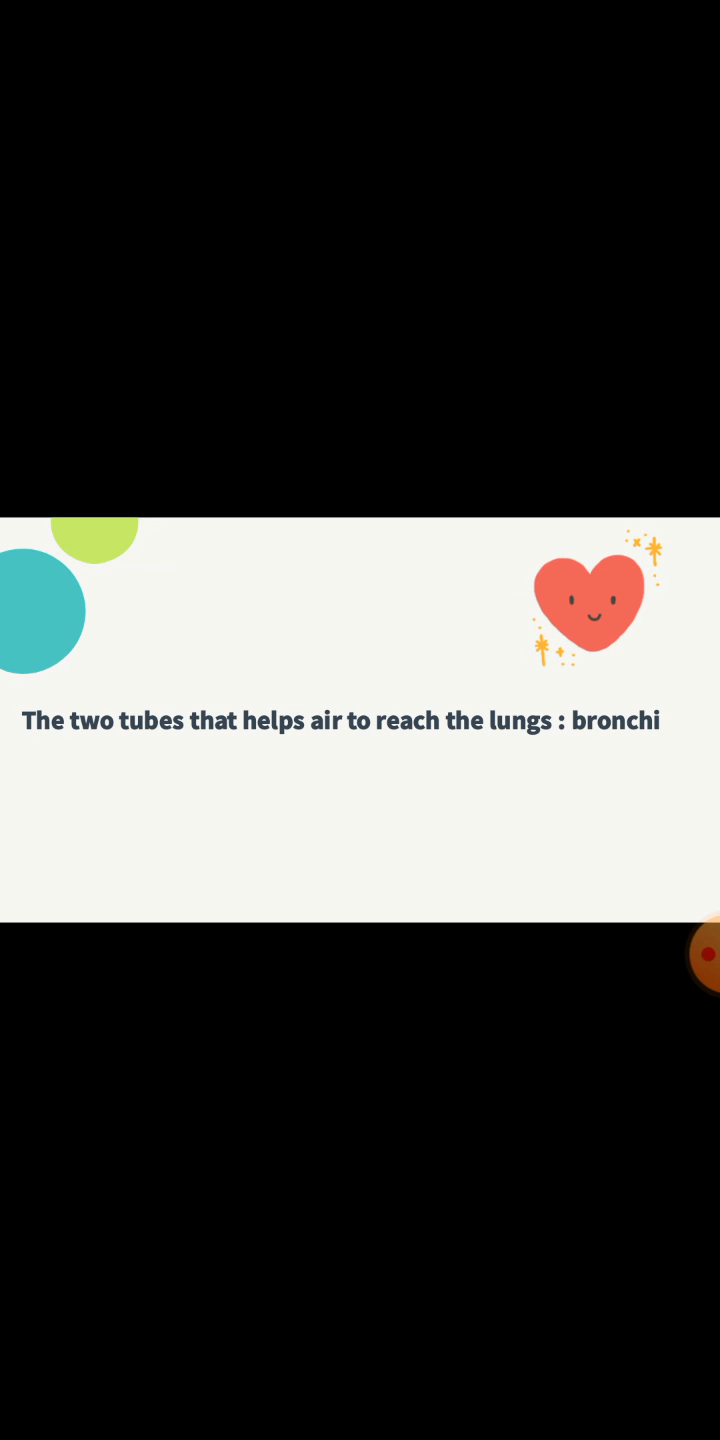 The two tubes that helps air to reach the lungs : bronchi